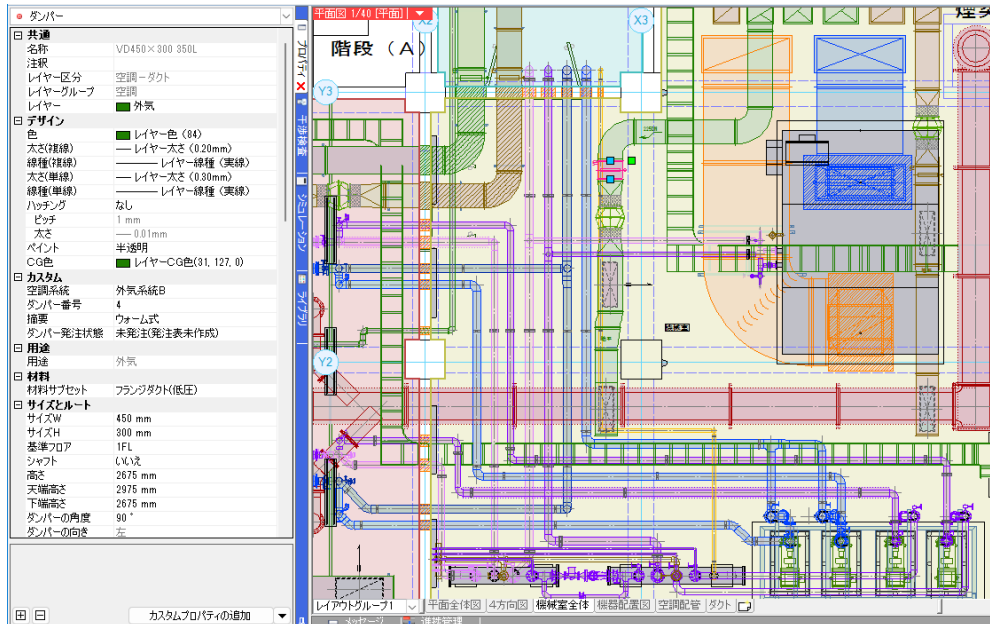 ダンパー
共通
名称 VD450×300 350L
注釈
レイヤー区分 空調-ダクト
レイヤーグループ 空調
レイヤー 外気
デザイン
色 レイヤー色 (84)
太さ(複線) レイヤー太さ (0.20mm)
線種(複線) レイヤー線種 (実線)
太さ(単線) レイヤー太さ (0.30mm)
線種(単線) レイヤー線種 (実線)
ハッチング なし
ピッチ 1 mm
太さ 0.01mm
ペイント 半透明
CG色 レイヤーCG色(31, 127, 0)
カスタム
空調系統 外気系統B
ダンパー番号 4
摘要 ウォーム式
ダンパー発注状態 未発注(発注表未作成)
用途
用途 外気
材料
材料サブセット フランジダクト(低圧)
サイズとルート
サイズW 450 mm
サイズH 300 mm
基準フロア 1FL
シャフト いいえ
高さ 2675 mm
天端高さ 2975 mm
下端高さ 2675 mm
ダンパーの角度 90°
ダンパーの向き 左
カスタムプロパティの追加
プロパティ
干渉検査
シミュレーション
ライブラリ
平面図 1/40 [平面]
X2
X3
階段（A）
Y3
Y2
機械室
レイアウトグループ1
平面全体図
4方向図
機械室全体
機器配置図
空調配管
ダクト
メッセージ
進捗管理